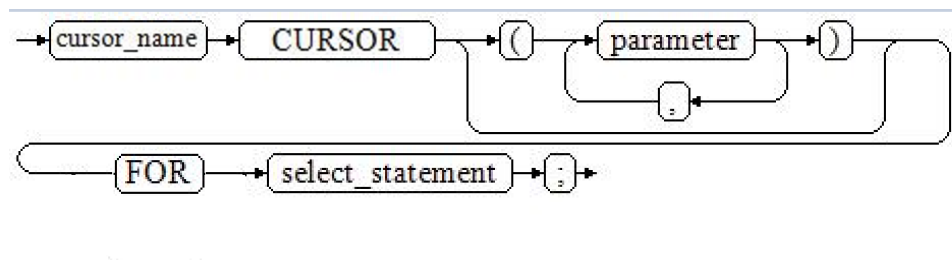 cursor_name CURSOR ( parameter )
,
FOR select_statement ;